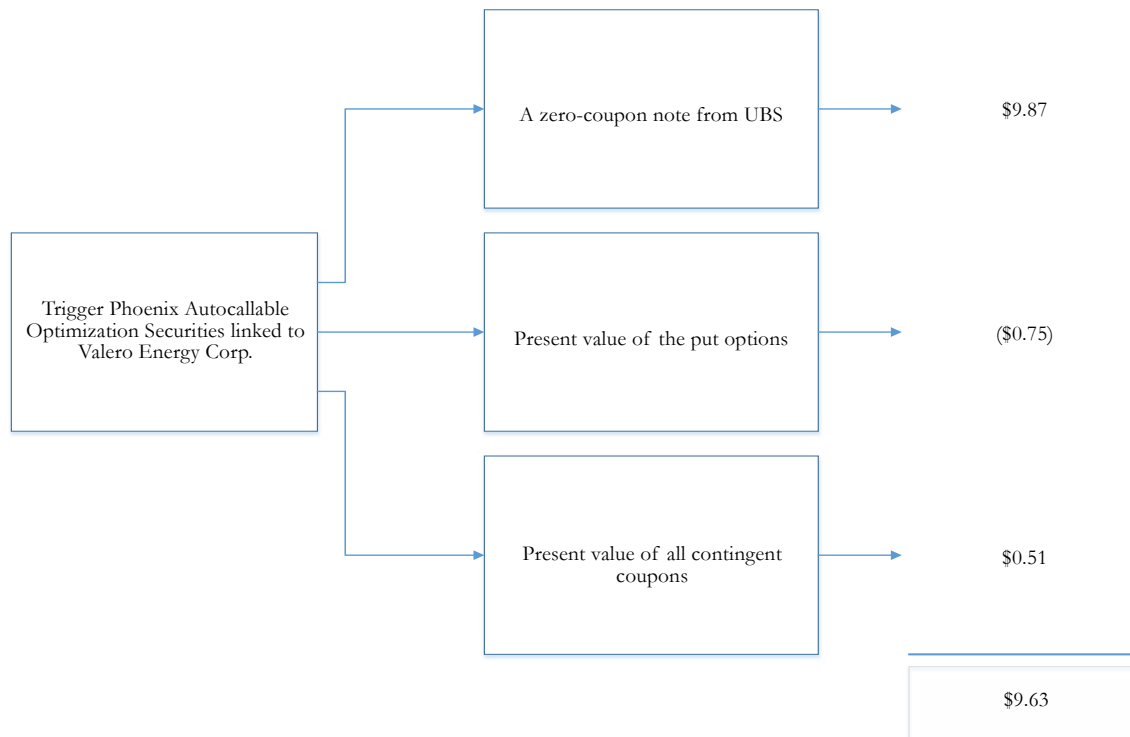 A zero-coupon note from UBS
$9.87
Trigger Phoenix Autocallable
Optimization Securities linked to
Valero Energy Corp.
Present value of the put options
($0.75)
Present value of all contingent
coupons
$0.51
$9.63